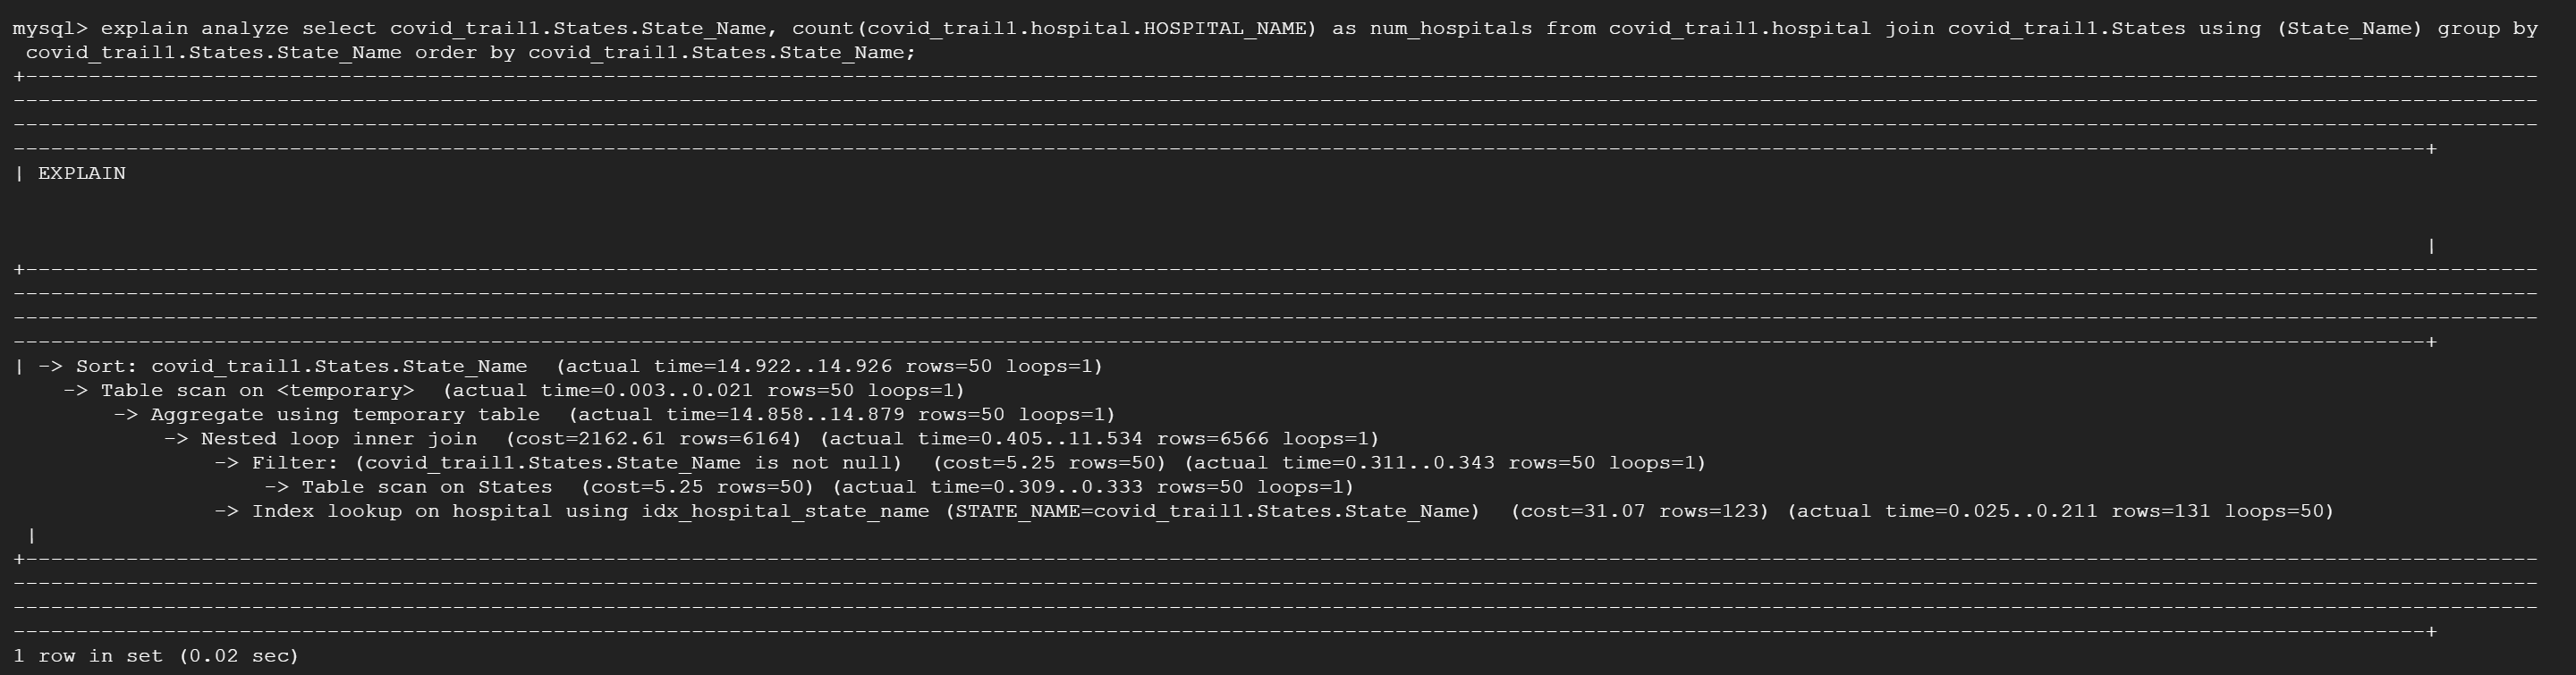 mysql> explain analyze select covid_trail1.States.State_Name, count(covid_trail1.hospital.HOSPITAL_NAME) as num_hospitals from covid_trail1.hospital join covid_trail1.States using (State_Name) group by
 covid_trail1.States.State_Name order by covid_trail1.States.State_Name;
| EXPLAIN
|
| -> Sort: covid_trail1.States.State_Name  (actual time=14.922..14.926 rows=50 loops=1)
    -> Table scan on <temporary>  (actual time=0.003..0.021 rows=50 loops=1)
        -> Aggregate using temporary table  (actual time=14.858..14.879 rows=50 loops=1)
            -> Nested loop inner join  (cost=2162.61 rows=6164) (actual time=0.405..11.534 rows=6566 loops=1)
                -> Filter: (covid_trail1.States.State_Name is not null)  (cost=5.25 rows=50) (actual time=0.311..0.343 rows=50 loops=1)
                    -> Table scan on States  (cost=5.25 rows=50) (actual time=0.309..0.333 rows=50 loops=1)
                -> Index lookup on hospital using idx_hospital_state_name (STATE_NAME=covid_trail1.States.State_Name)  (cost=31.07 rows=123) (actual time=0.025..0.211 rows=131 loops=50)
 |
1 row in set (0.02 sec)